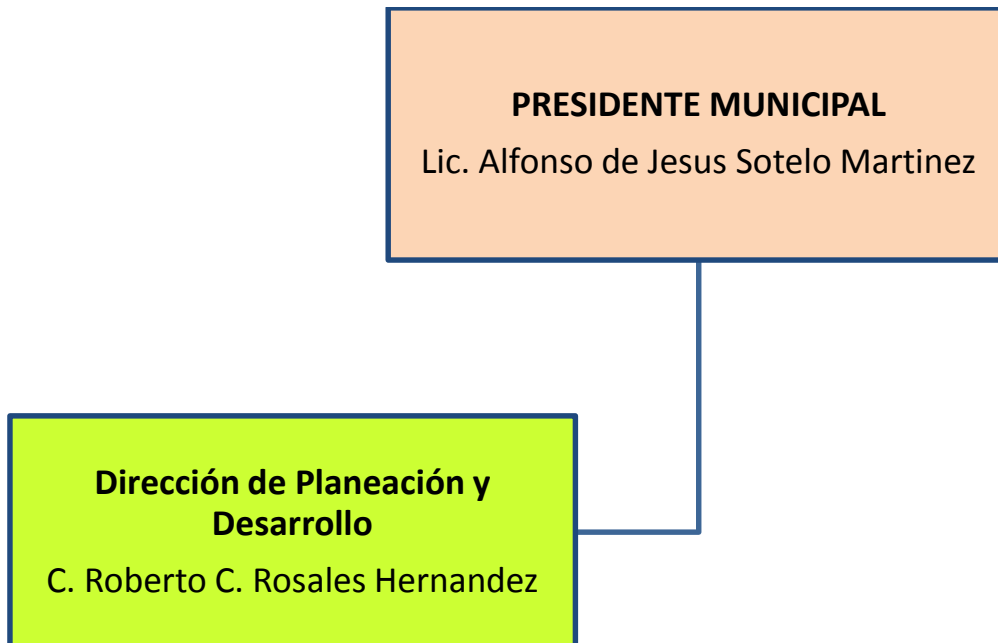 PRESIDENTE MUNICIPAL
Lic. Alfonso de Jesus Sotelo Martinez
Dirección de Planeación y
Desarrollo
C. Roberto C. Rosales Hernandez